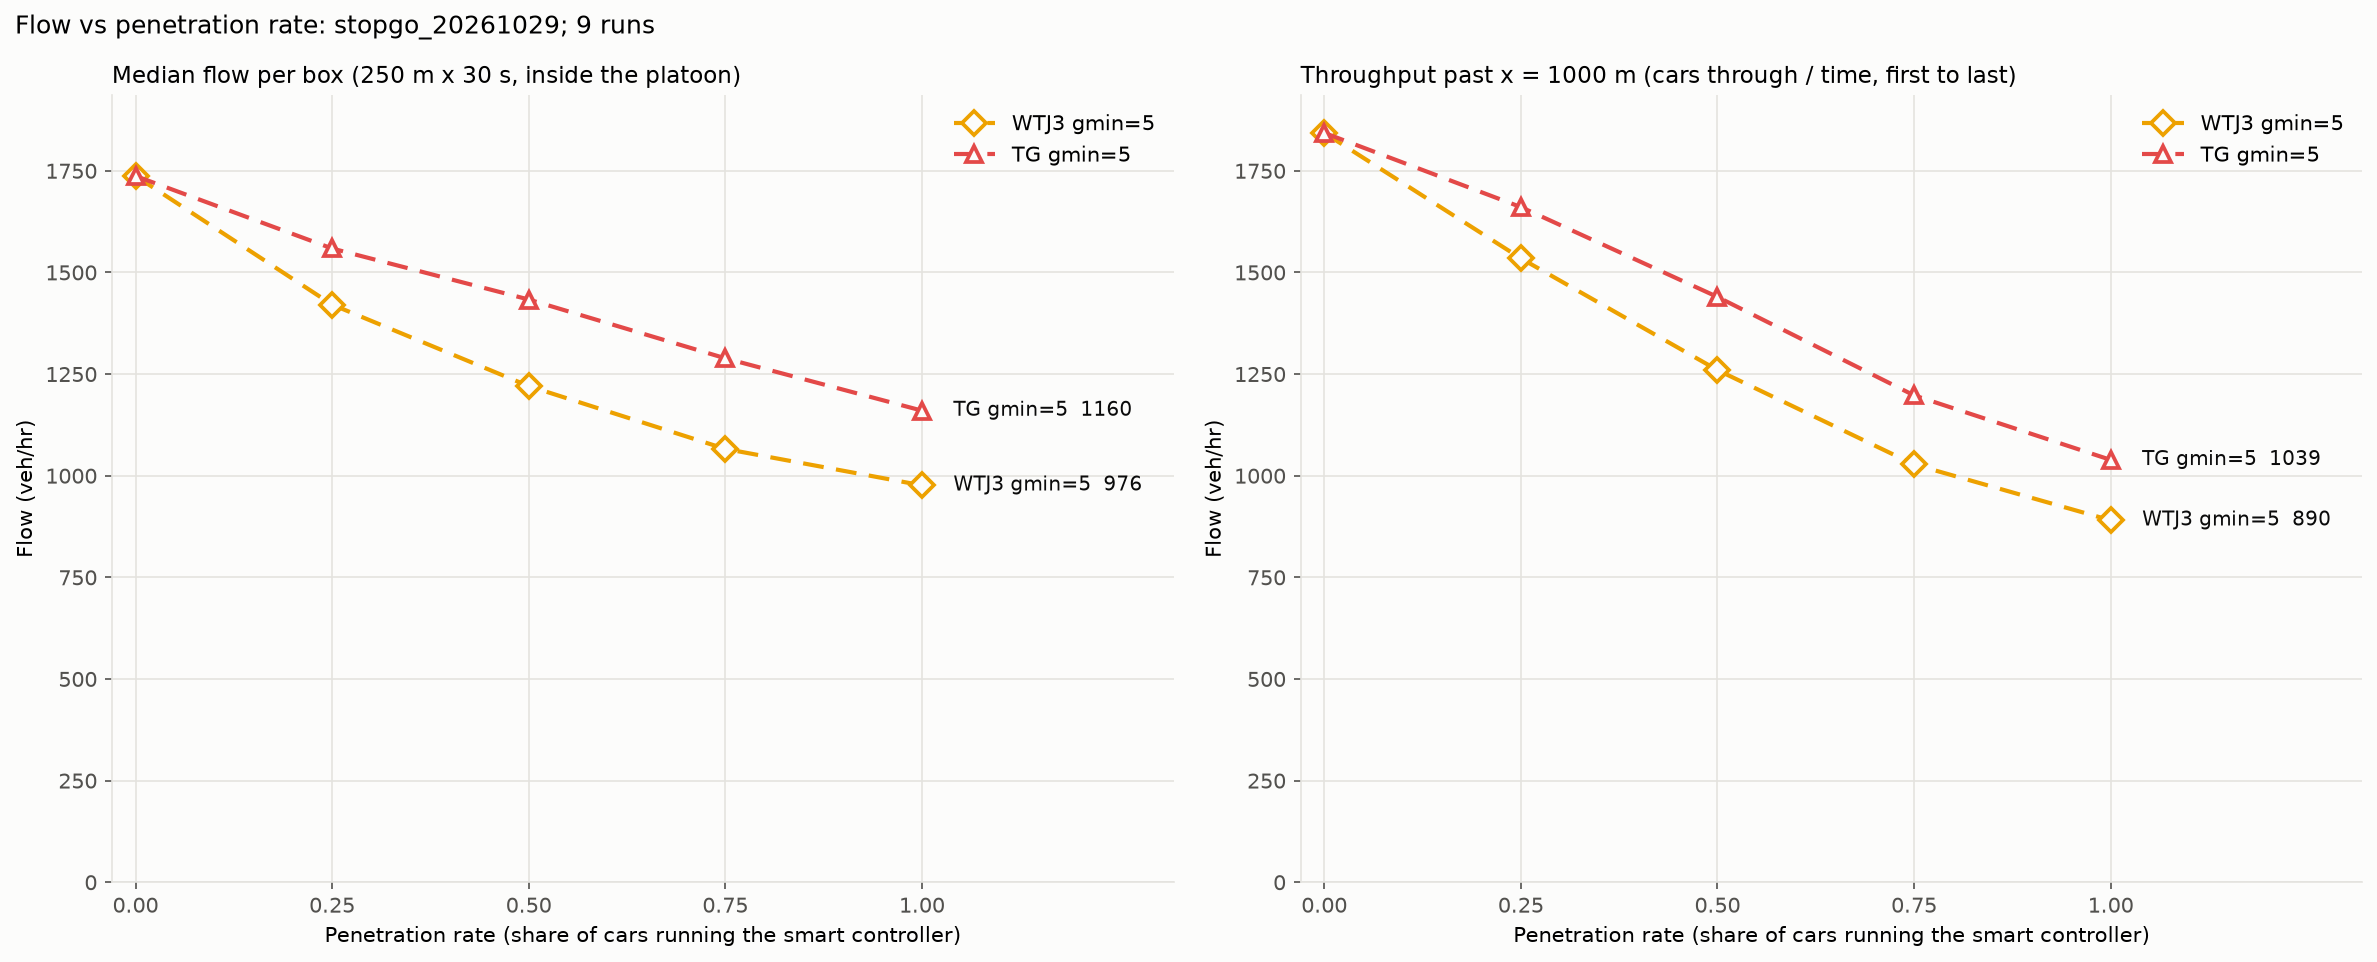 Flow vs penetration rate: stopgo_20261029; 9 runs
Median flow per box (250 m x 30 s, inside the platoon)
WTJ3 gmin=5
TG gmin=5
1750
1500
1250
1000
750
500
250
0
Flow (veh/hr)
TG gmin=5 1160
WTJ3 gmin=5 976
0.00 0.25 0.50 0.75 1.00
Penetration rate (share of cars running the smart controller)
Throughput past x = 1000 m (cars through / time, first to last)
WTJ3 gmin=5
TG gmin=5
1750
1500
1250
1000
750
500
250
0
Flow (veh/hr)
TG gmin=5 1039
WTJ3 gmin=5 890
0.00 0.25 0.50 0.75 1.00
Penetration rate (share of cars running the smart controller)